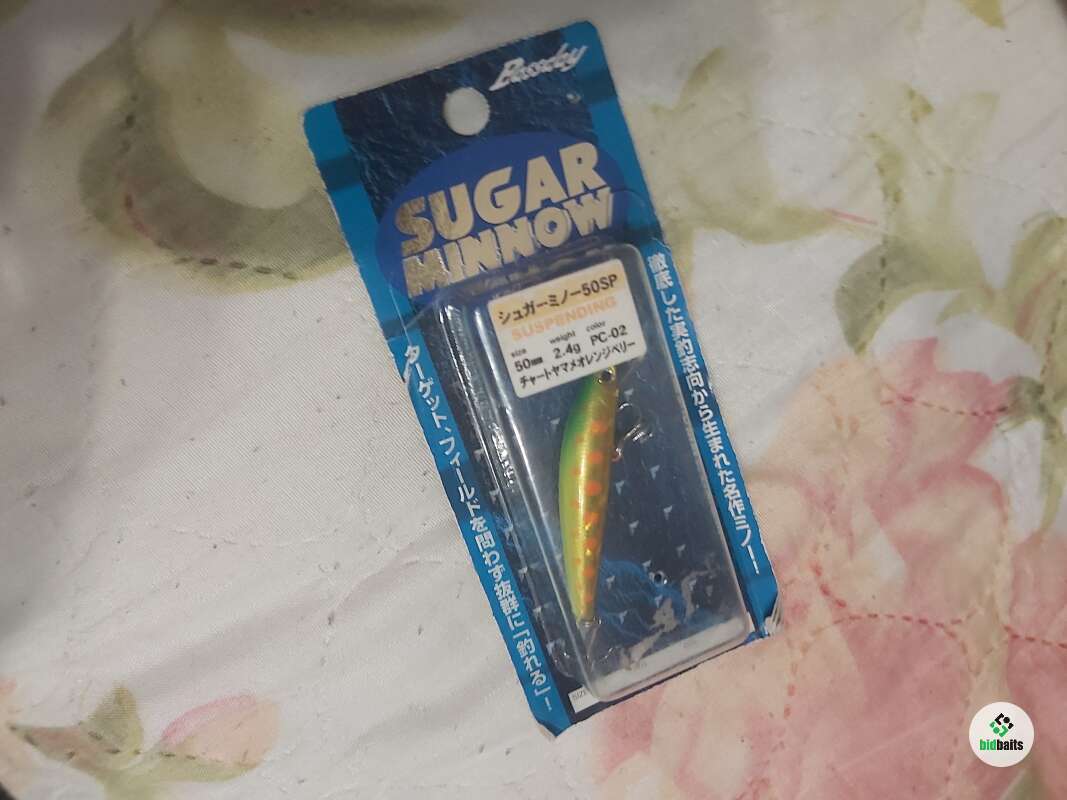 Bassday
SUGAR
MINNOW
シュガーミノー50SP
SUSPENDING
size weight color
50mm 2.4g PC-02
チャートヤマメオレンジベリー
徹底した実釣志向から生まれた名作ミノー!
ターゲット、フィールドを問わず抜群に「釣れる」!
SIZE
bidbaits